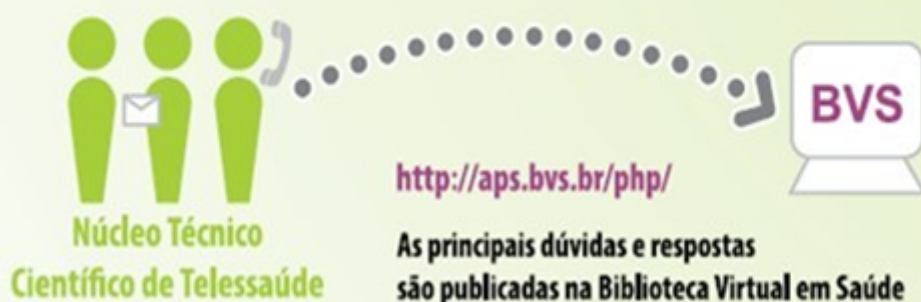 BVS
http://aps.bvs.br/php/
Núcleo Técnico
Científico de Telessaúde
As principais dúvidas e respostas
são publicadas na Biblioteca Virtual em Saúde